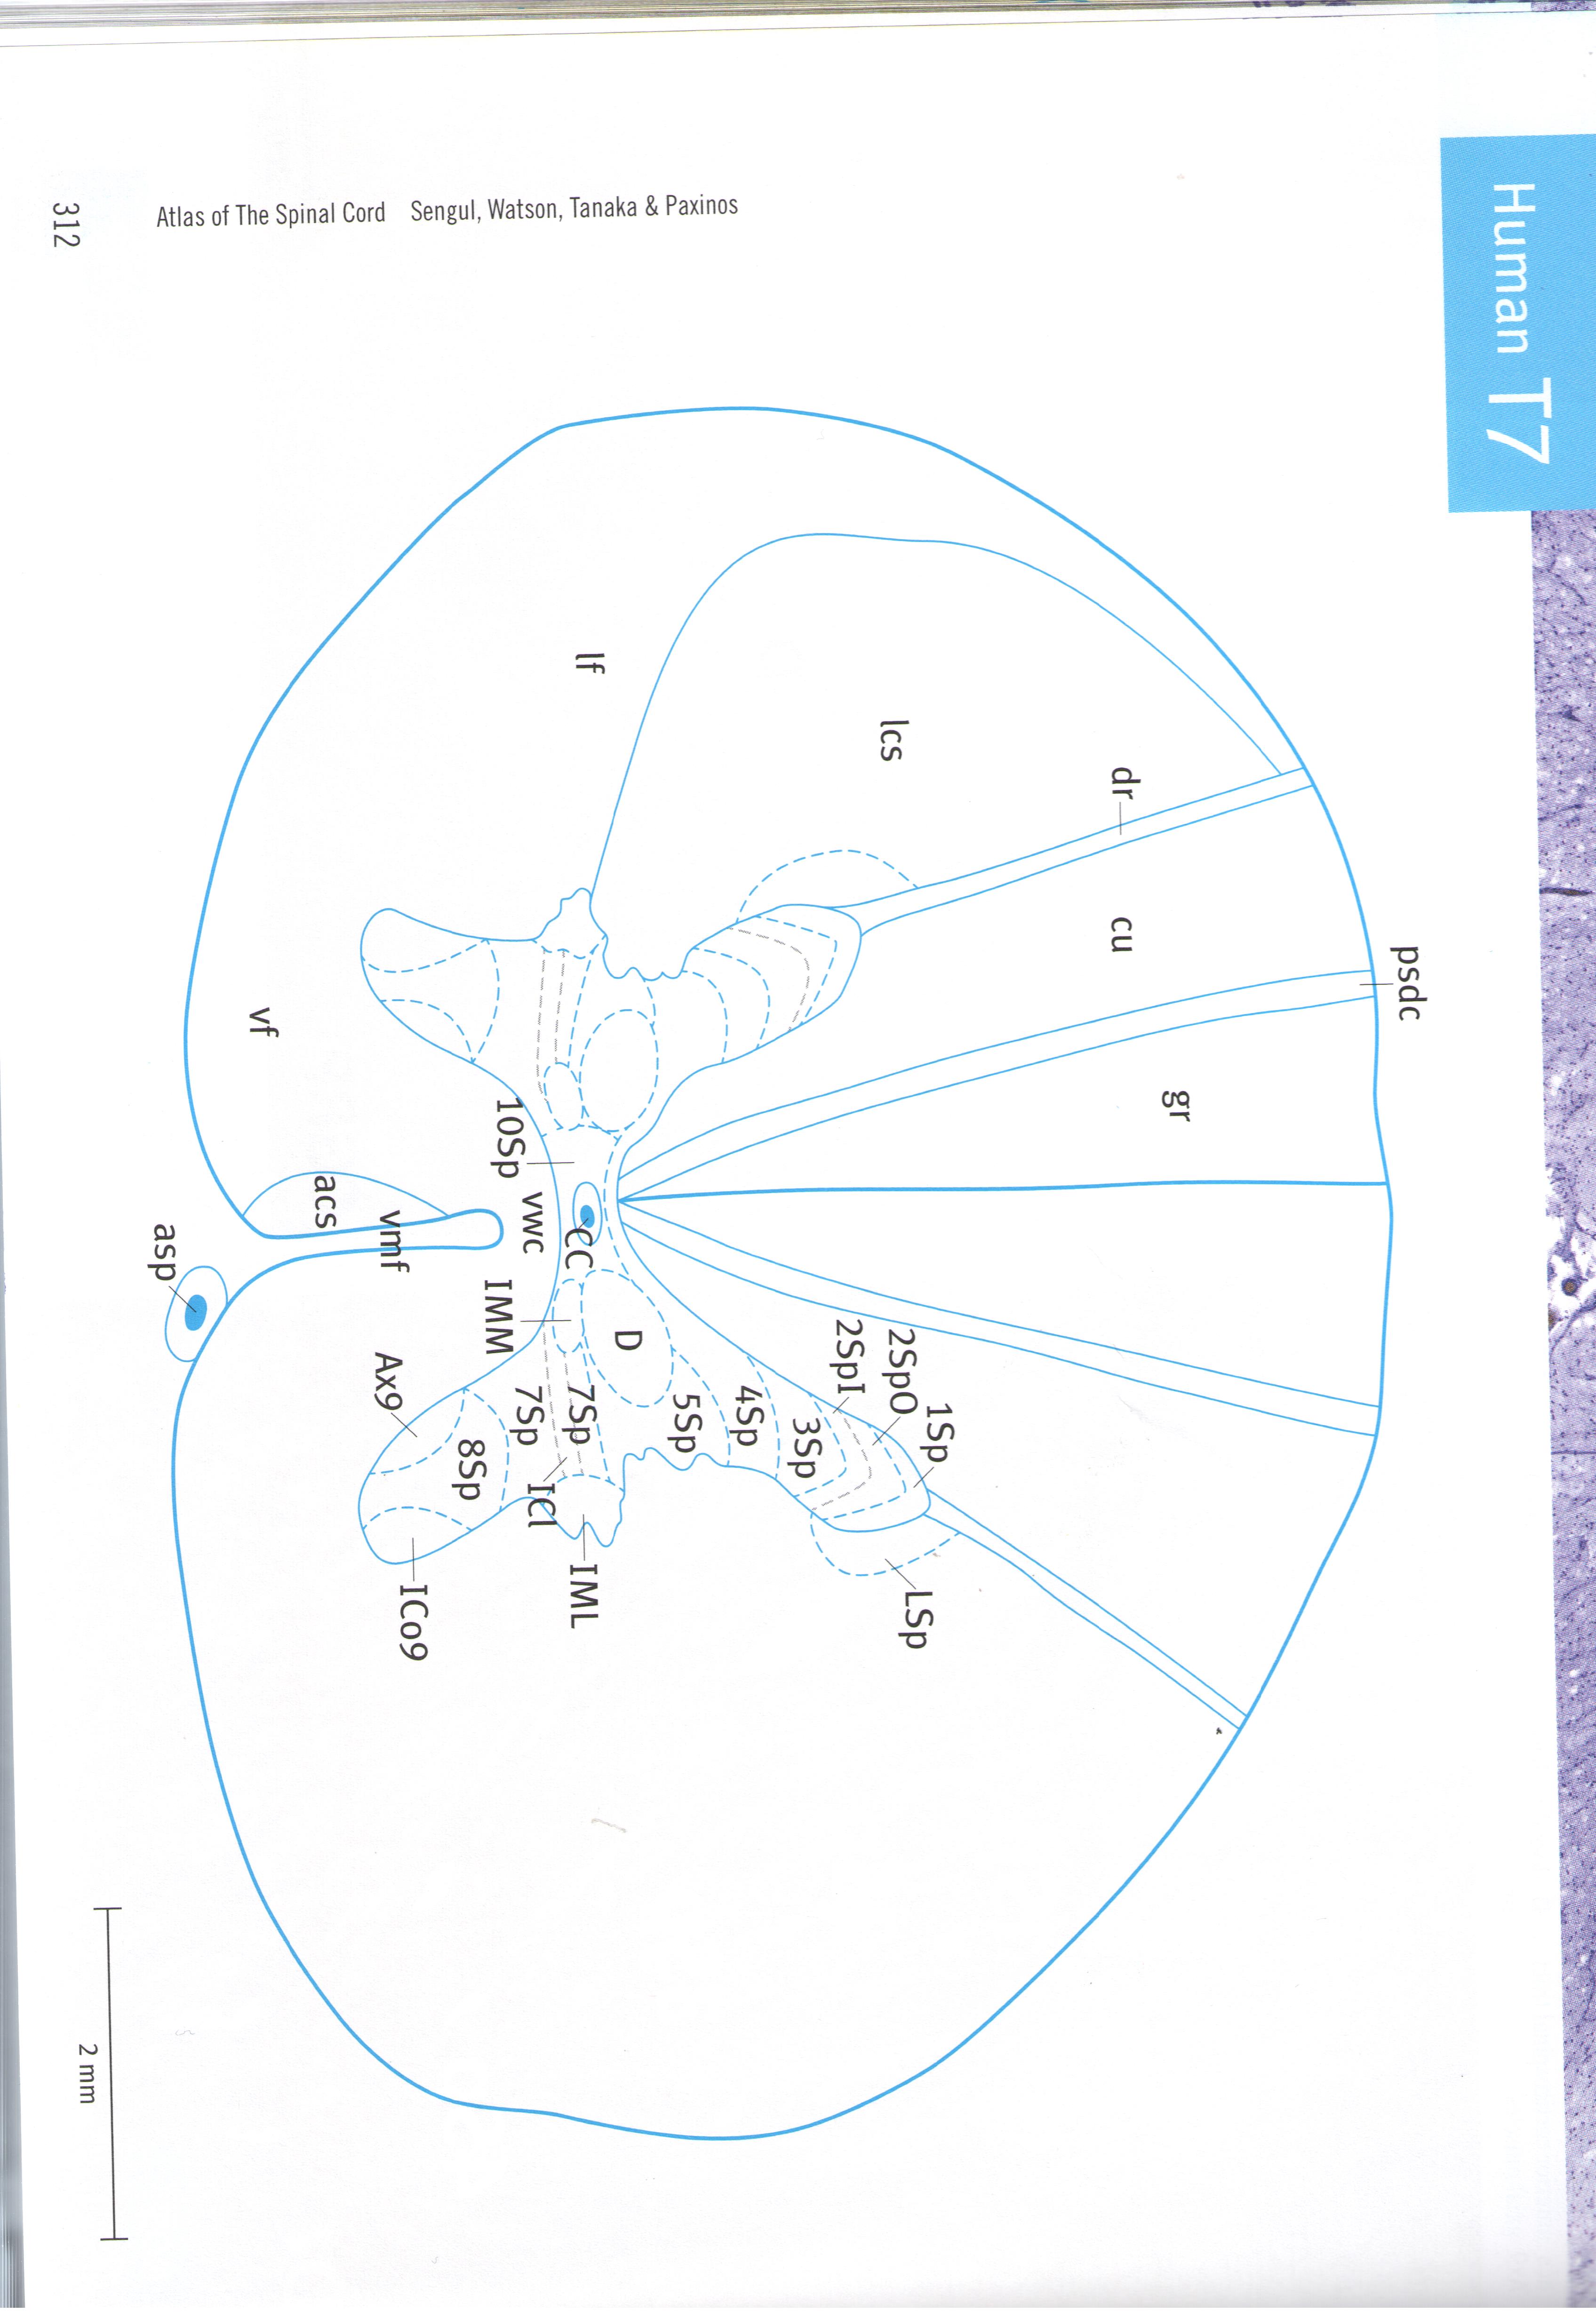 Human T7
psdc
gr
cu
dr
lcs
lf
1Sp
2SpO
2SpI
LSp
3Sp
4Sp
5Sp
D
CC
7Sp
IML
10Sp
vwc
IMM
7Sp
ICl
8Sp
Ax9
ICo9
vmf
acs
vf
asp
2 mm
312
Atlas of The Spinal Cord Sengul, Watson, Tanaka & Paxinos